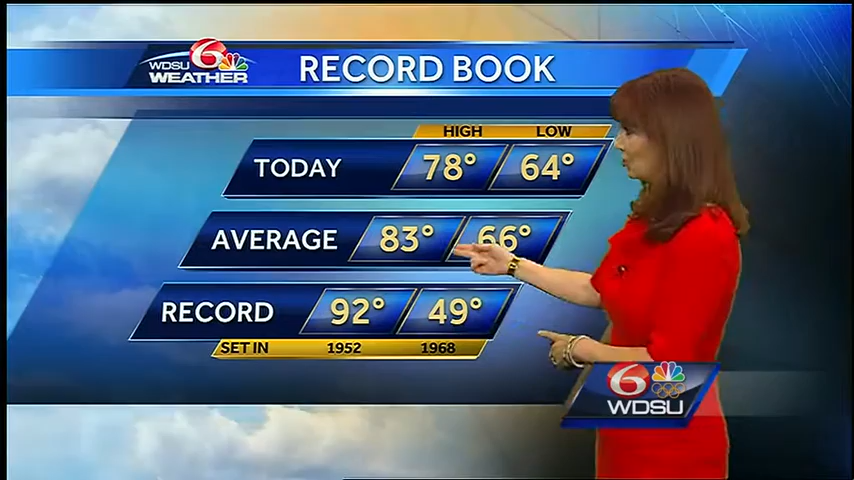 WDSU 6
WEATHER
RECORD BOOK
HIGH LOW
TODAY 78° 64°
AVERAGE 83° 66°
RECORD 92° 49°
SET IN 1952 1968
6
WDSU